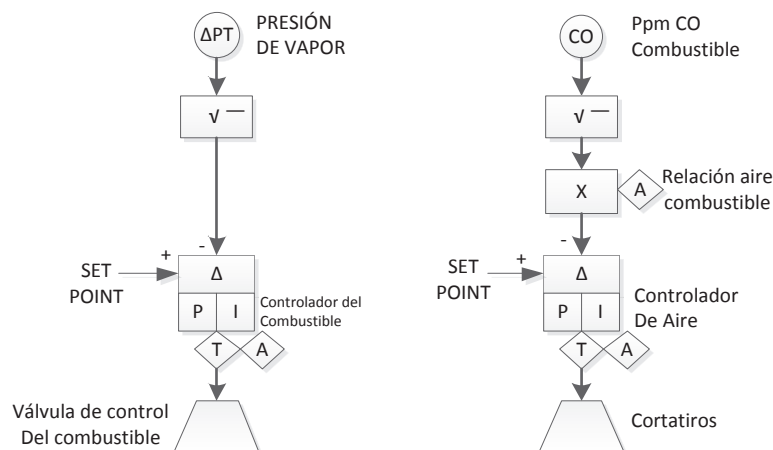 ΔPT
PRESIÓN
DE VAPOR
√‾
+
-
SET
POINT
Δ
P I
Controlador del
Combustible
T A
Válvula de control
Del combustible
CO
Ppm CO
Combustible
√‾
X
A
Relación aire
combustible
+
-
SET
POINT
Δ
P I
Controlador
De Aire
T A
Cortatiros